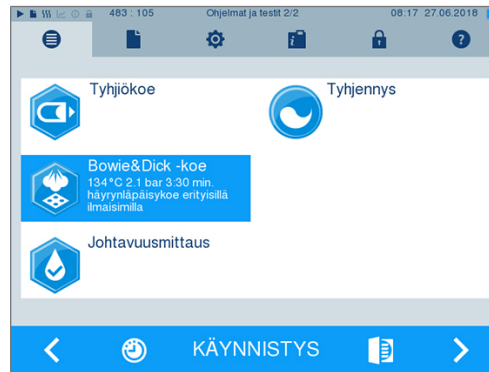 483 : 105 Ohjelmat ja testit 2/2 08:17 27.06.2018
Tyhjiökoe
Tyhjennys
Bowie&Dick -koe
134°C 2.1 bar 3:30 min.
häyrynläpäisykoe erityisillä
ilmaisimilla
Johtavuusmittaus
KÄYNNISTYS